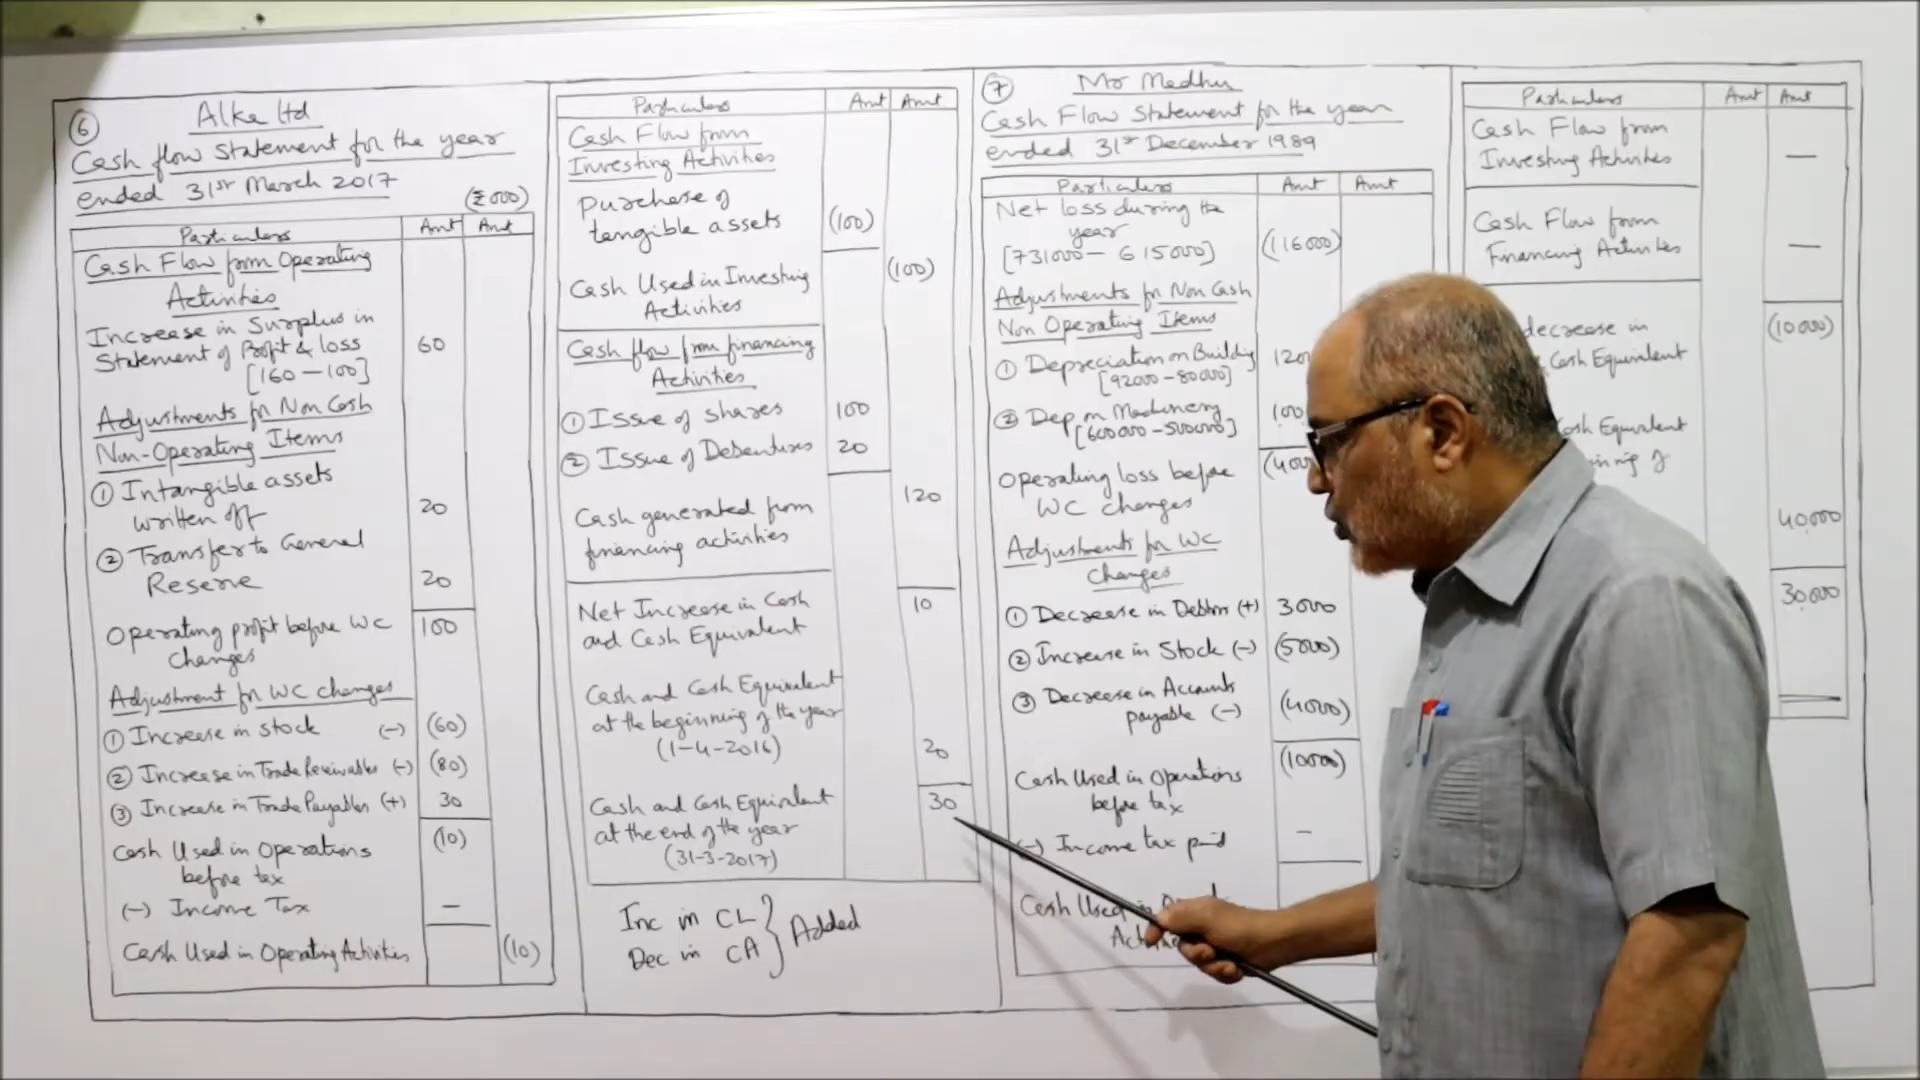 6
Alka Ltd
Cash flow Statement for the year
ended 31st March 2017
(₹000)
Particulars Amt Amt
Cash Flow from Operating
Activities
Increase in Surplus in
Statement of Profit & loss 60
[160 – 100]
Adjustments for Non Cash
Non-Operating Items
① Intangible assets
written off 20
② Transfer to General
Reserve 20
Operating profit before WC 100
Changes
Adjustment for WC changes
① Increase in stock (-) (60)
② Increase in Trade Receivables (-) (80)
③ Increase in Trade Payables (+) 30
Cash Used in Operations (10)
before tax
(-) Income Tax –
Cash Used in Operating Activities (10)
Particulars Amt Amt
Cash Flow from
Investing Activities
Purchase of
tangible assets (100)
Cash Used in Investing (100)
Activities
Cash flow from financing
Activities
① Issue of shares 100
② Issue of Debentures 20
Cash generated from 120
financing activities
Net Increase in Cash 10
and Cash Equivalent
Cash and Cash Equivalent
at the beginning of the year
(1-4-2016) 20
Cash and Cash Equivalent 30
at the end of the year
(31-3-2017)
Inc in CL } Added
Dec in CA
7
Mr Madhu
Cash Flow Statement for the year
ended 31st December 1989
Particulars Amt Amt
Net loss during the
year (116000)
[731000 – 615000]
Adjustments for Non Cash
Non Operating Items
① Depreciation on Building
[92000 – 80000]
② Dep on Machinery
[600000 – 500000]
Operating loss before
WC changes
Adjustments for WC
Changes
① Decrease in Debtors (+) 3000
② Increase in Stock (-) (5000)
③ Decrease in Accounts
payable (-) (4000)
Cash Used in Operations (10000)
before tax
(-) Income tax paid –
Cash Used in
Particulars Amt Amt
Cash Flow from
Investing Activities –
Cash Flow from
Financing Activities –
decrease in (10000)
Cash Equivalent
Cash Equivalent
of
40,000
30,000